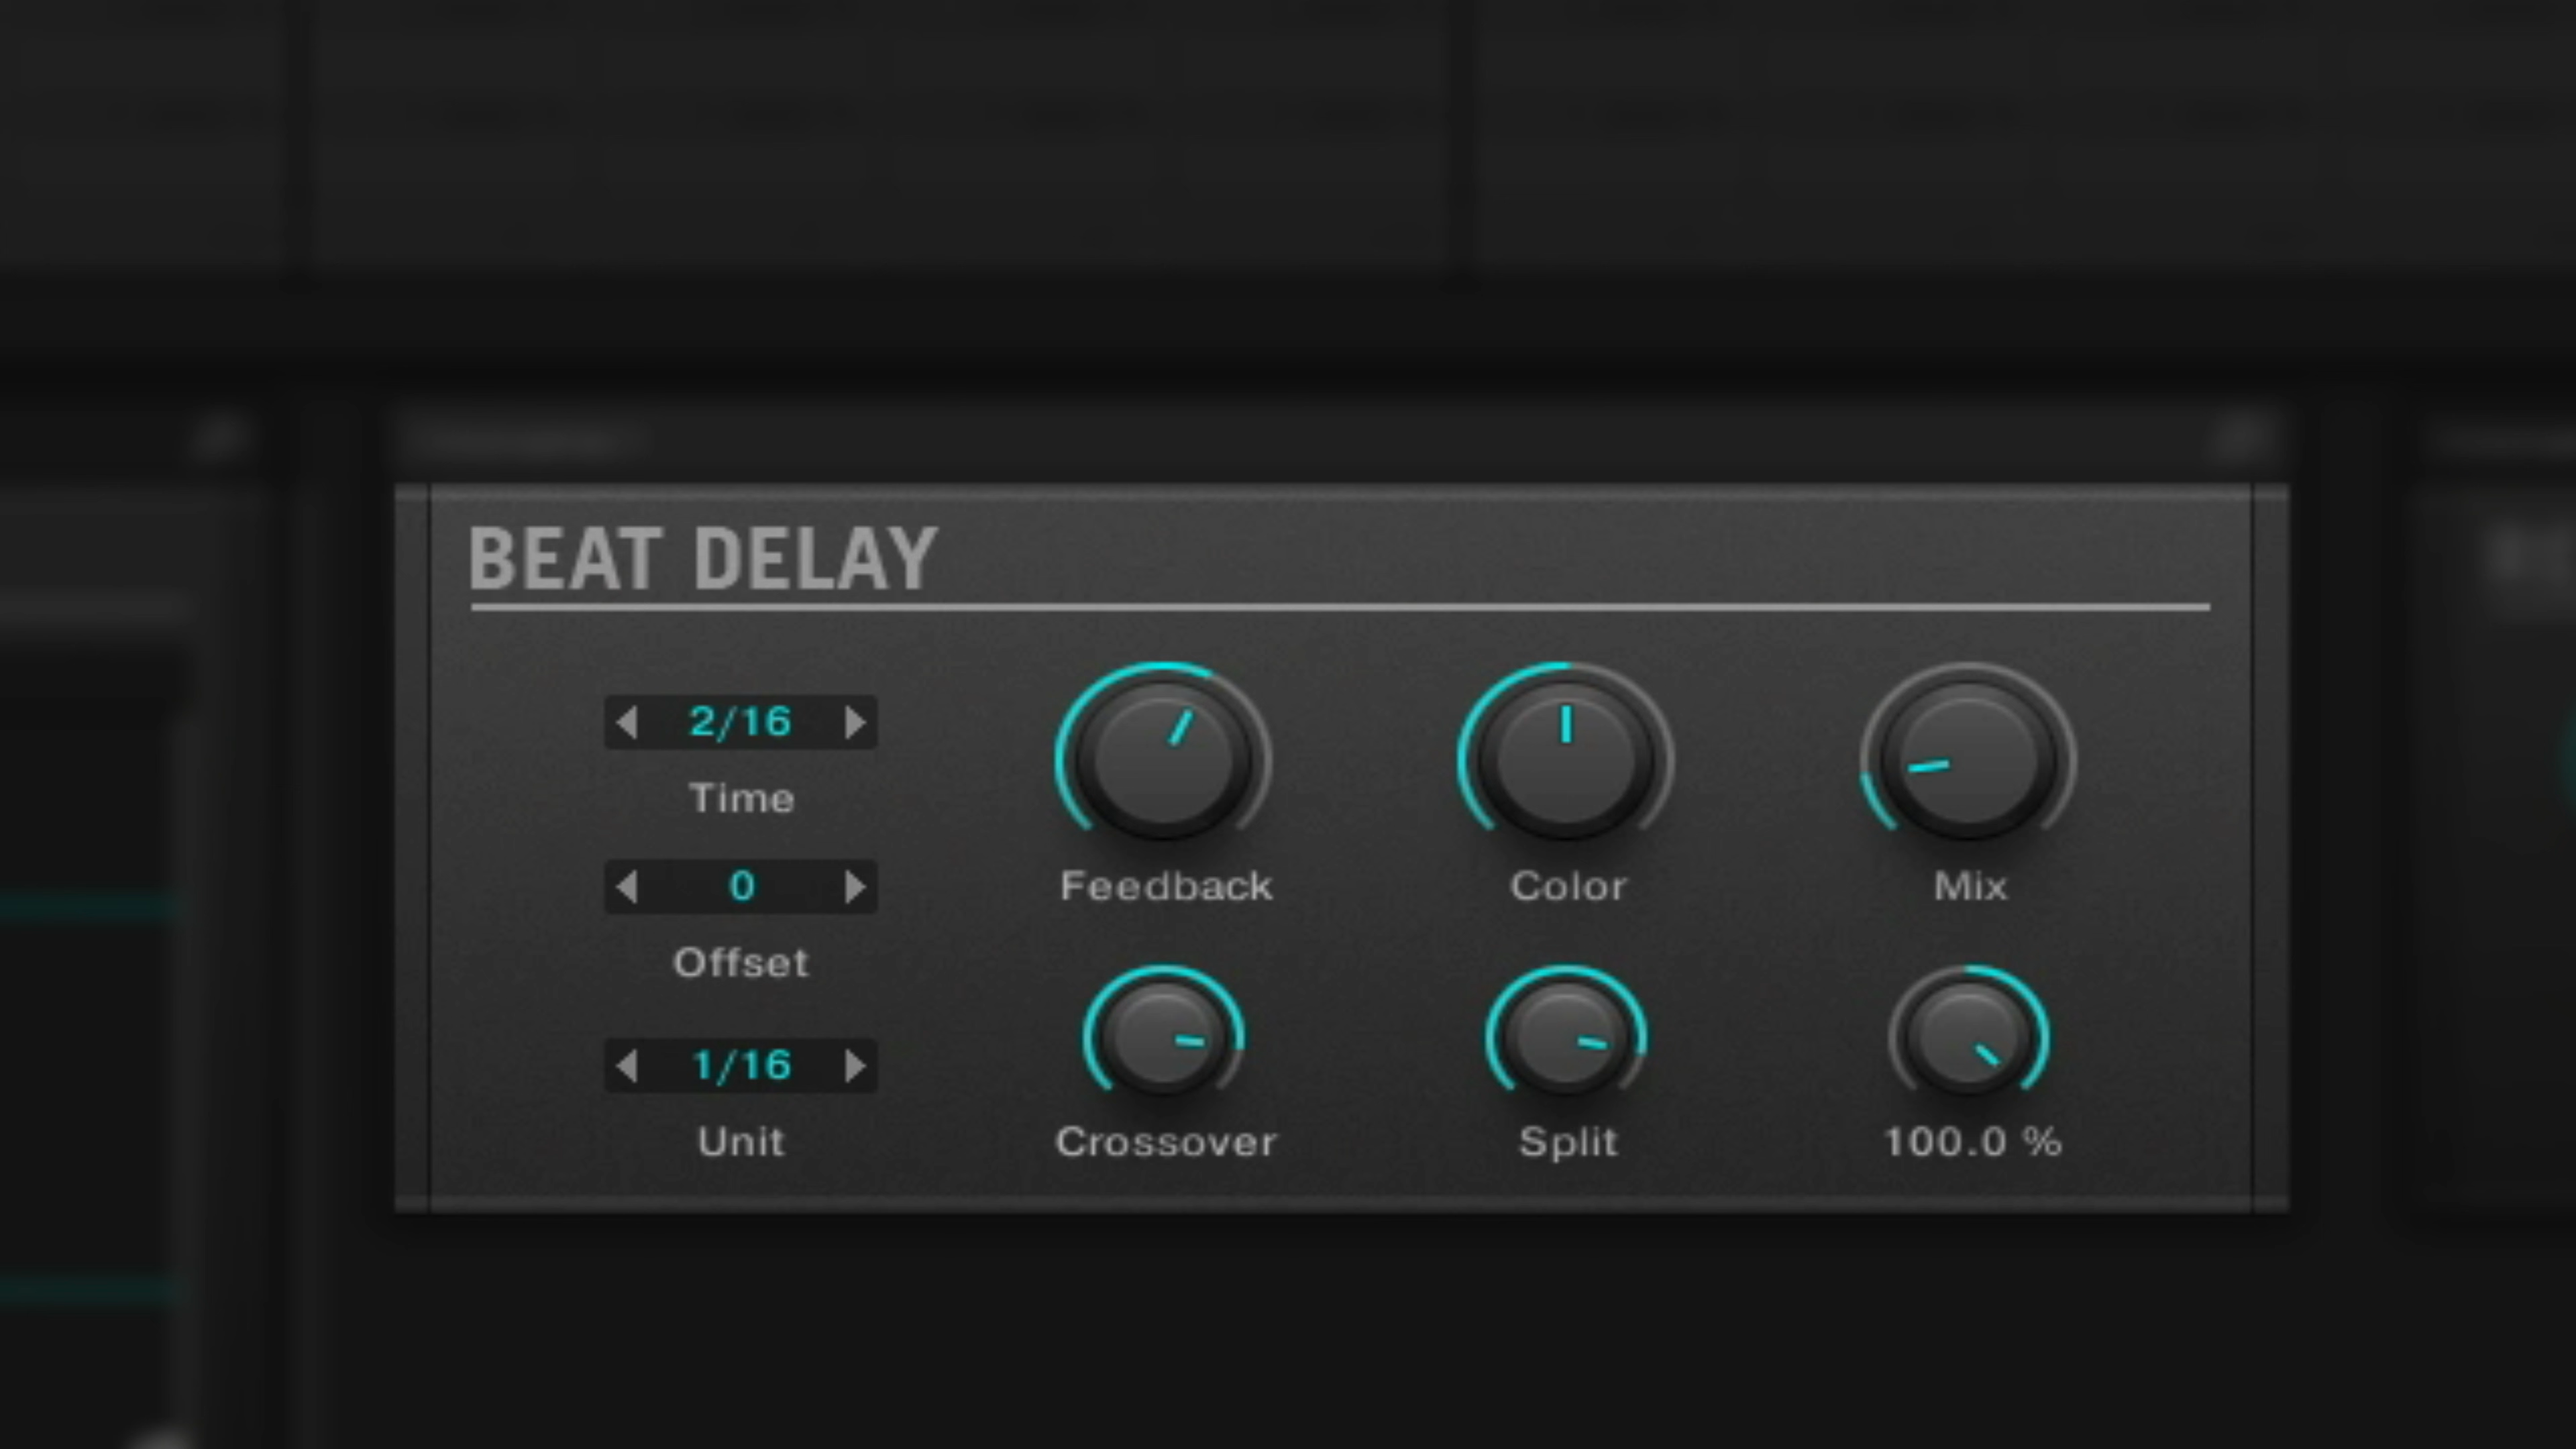 BEAT DELAY
2/16
Time
0
Offset
1/16
Unit
Feedback
Color
Mix
Crossover
Split
100.0 %